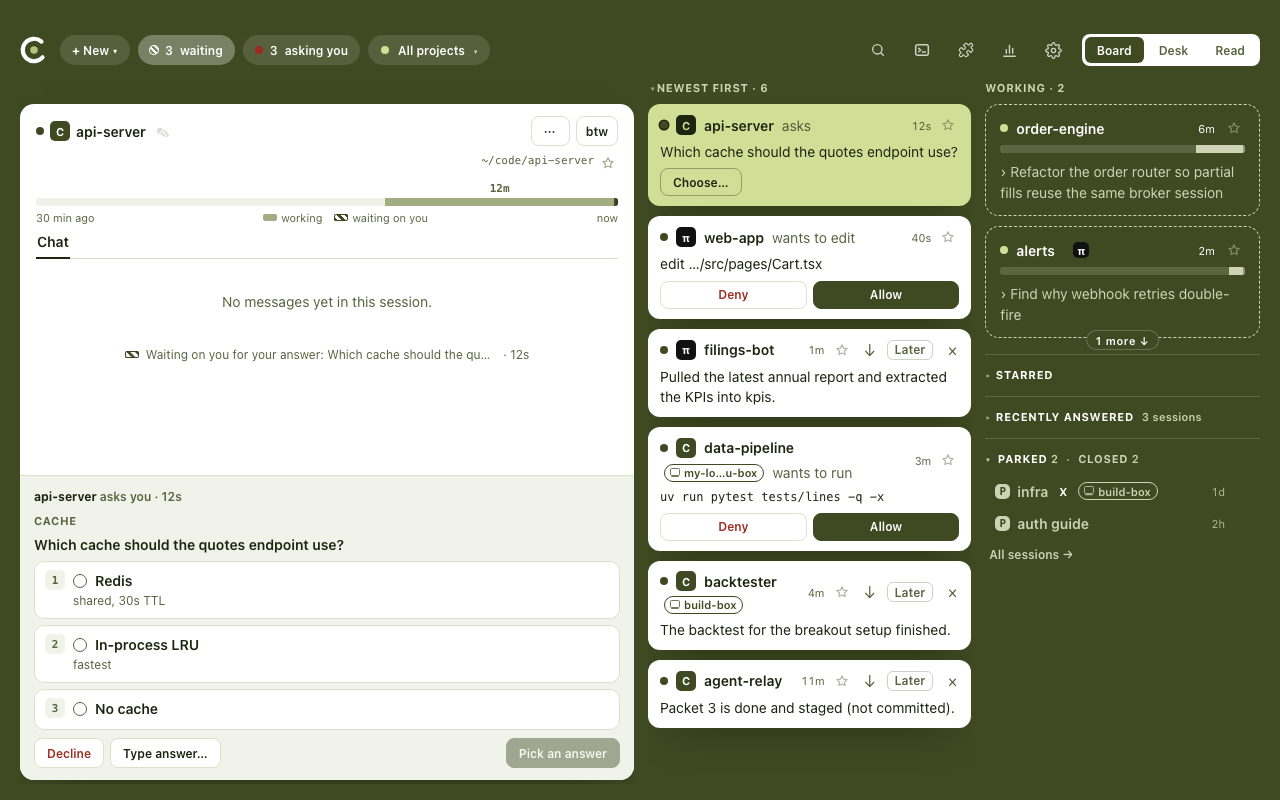 C + New ▾ 3 waiting 3 asking you All projects ▾ Board Desk Read
C api-server ··· btw
~/code/api-server
12m
30 min ago working waiting on you now
Chat
No messages yet in this session.
Waiting on you for your answer: Which cache should the qu… · 12s
api-server asks you · 12s
CACHE
Which cache should the quotes endpoint use?
1 Redis
shared, 30s TTL
2 In-process LRU
fastest
3 No cache
Decline Type answer… Pick an answer
▾ NEWEST FIRST · 6
C api-server asks 12s
Which cache should the quotes endpoint use?
Choose…
π web-app wants to edit 40s
edit …/src/pages/Cart.tsx
Deny Allow
π filings-bot 1m ↓ Later ×
Pulled the latest annual report and extracted
the KPIs into kpis.
C data-pipeline
my-lo…u-box wants to run 3m
uv run pytest tests/lines -q -x
Deny Allow
C backtester
build-box 4m ↓ Later ×
The backtest for the breakout setup finished.
C agent-relay 11m ↓ Later ×
Packet 3 is done and staged (not committed).
WORKING · 2
order-engine 6m
› Refactor the order router so partial
fills reuse the same broker session
alerts π 2m
› Find why webhook retries double-
fire
1 more ↓
▸ STARRED
▸ RECENTLY ANSWERED 3 sessions
▾ PARKED 2 · CLOSED 2
P infra X build-box 1d
P auth guide 2h
All sessions →